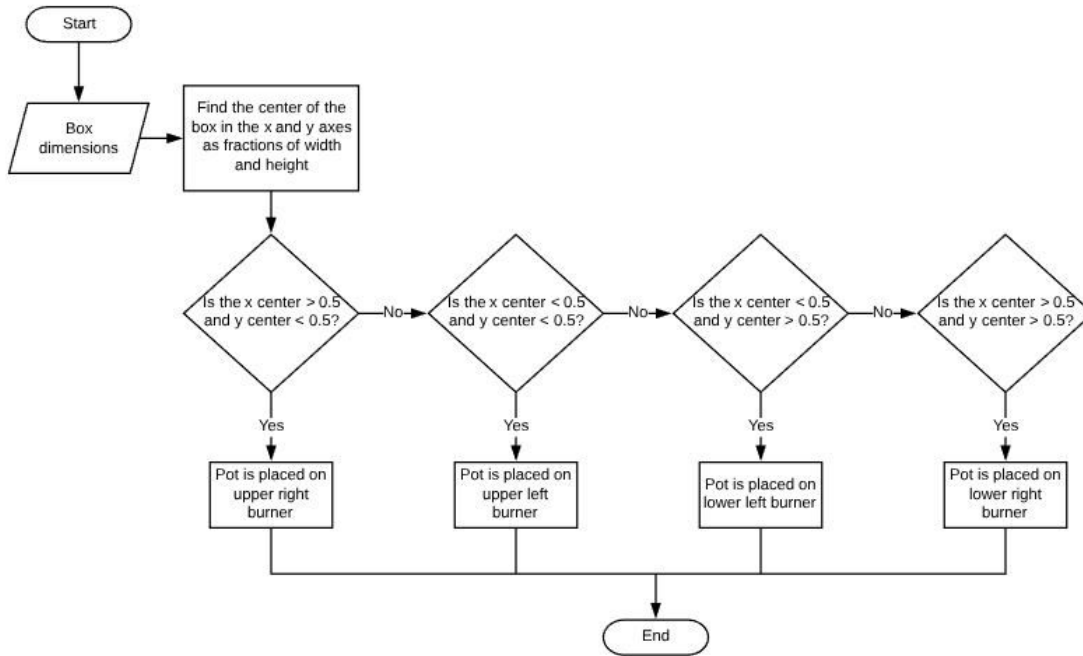 Start
Box
dimensions
Find the center of the
box in the x and y axes
as fractions of width
and height
Is the x center > 0.5
and y center < 0.5?
No
Is the x center < 0.5
and y center < 0.5?
No
Is the x center < 0.5
and y center > 0.5?
No
Is the x center > 0.5
and y center > 0.5?
Yes
Yes
Yes
Yes
Pot is placed on
upper right
burner
Pot is placed on
upper left
burner
Pot is placed on
lower left burner
Pot is placed on
lower right
burner
End